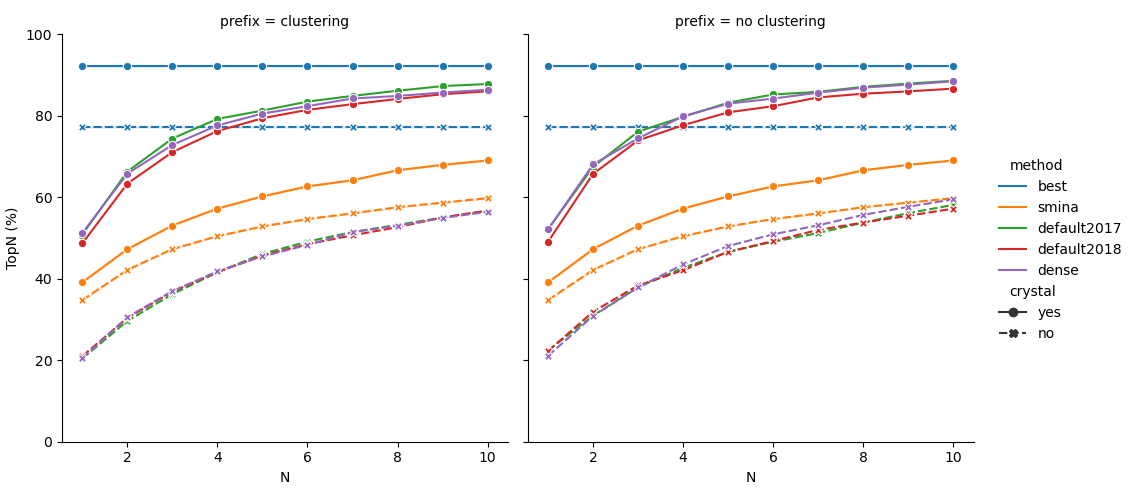 prefix = clustering
prefix = no clustering
TopN (%)
100
80
60
40
20
0
2 4 6 8 10
2 4 6 8 10
N
N
method
best
smina
default2017
default2018
dense
crystal
yes
no